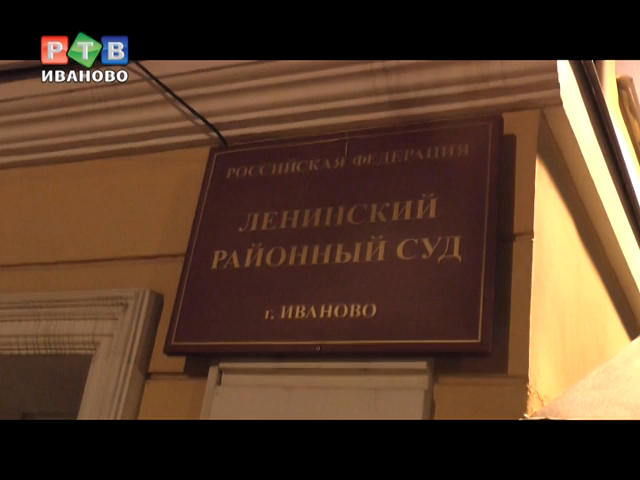 РТВ
ИВАНОВО
РОССИЙСКАЯ ФЕДЕРАЦИЯ
ЛЕНИНСКИЙ
РАЙОННЫЙ СУД
г. ИВАНОВО